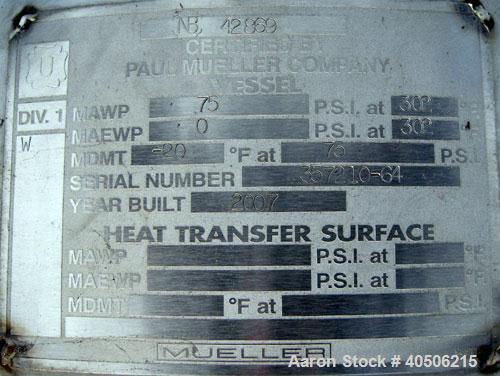 NB. 42869
U
CERTIFIED BY
PAUL MUELLER COMPANY
VESSEL
DIV. 1
W
MAWP 75 P.S.I. at 30? °F
MAEWP 0 P.S.I. at 30? °F
MDMT -20 °F at 75 P.S.I.
SERIAL NUMBER 357210-64
YEAR BUILT 2007
HEAT TRANSFER SURFACE
MAWP P.S.I. at °F
MAEWP P.S.I. at °F
MDMT °F at P.S.I.
MUELLER
Aaron Stock # 40506215